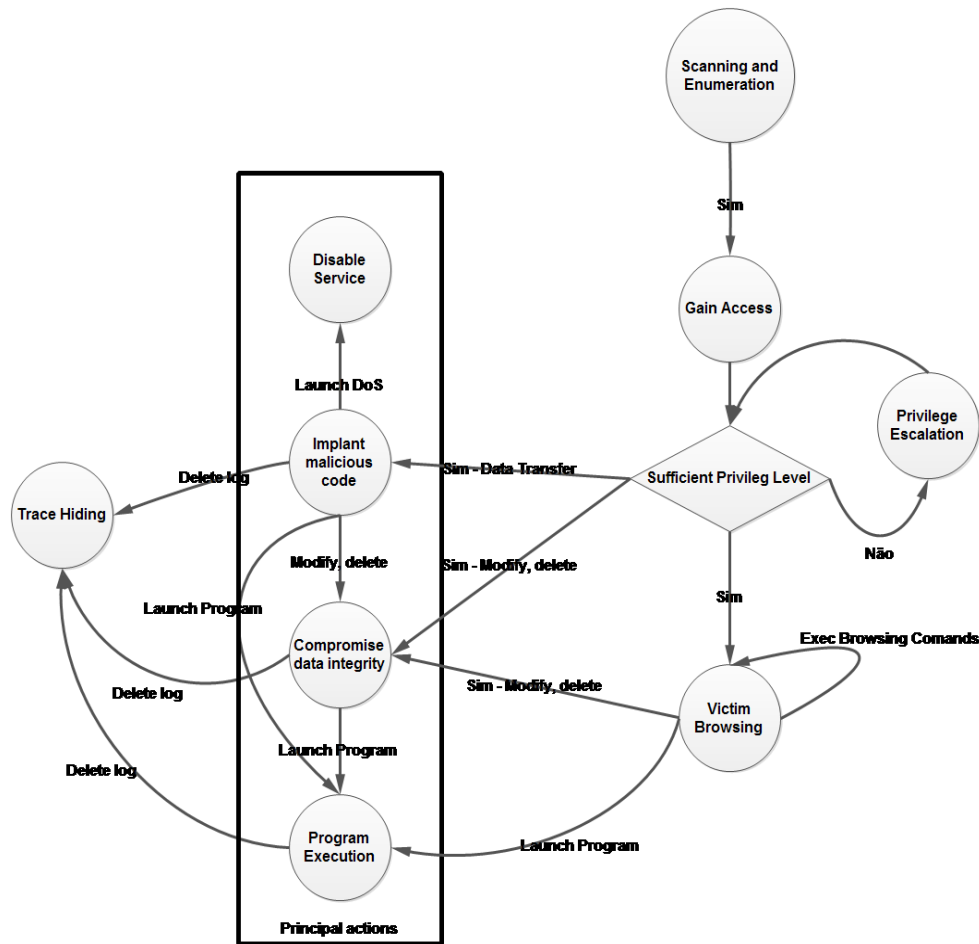 Scanning and
Enumeration
Sim
Disable
Service
Gain Access
Launch DoS
Privilege
Escalation
Implant
malicious
code
Sim - Data Transfer
Sufficient Privileg Level
Delete log
Trace Hiding
Não
Modify, delete
Sim - Modify, delete
Sim
Launch Program
Exec Browsing Comands
Compromise
data integrity
Sim - Modify, delete
Delete log
Victim
Browsing
Launch Program
Delete log
Program
Execution
Launch Program
Principal actions